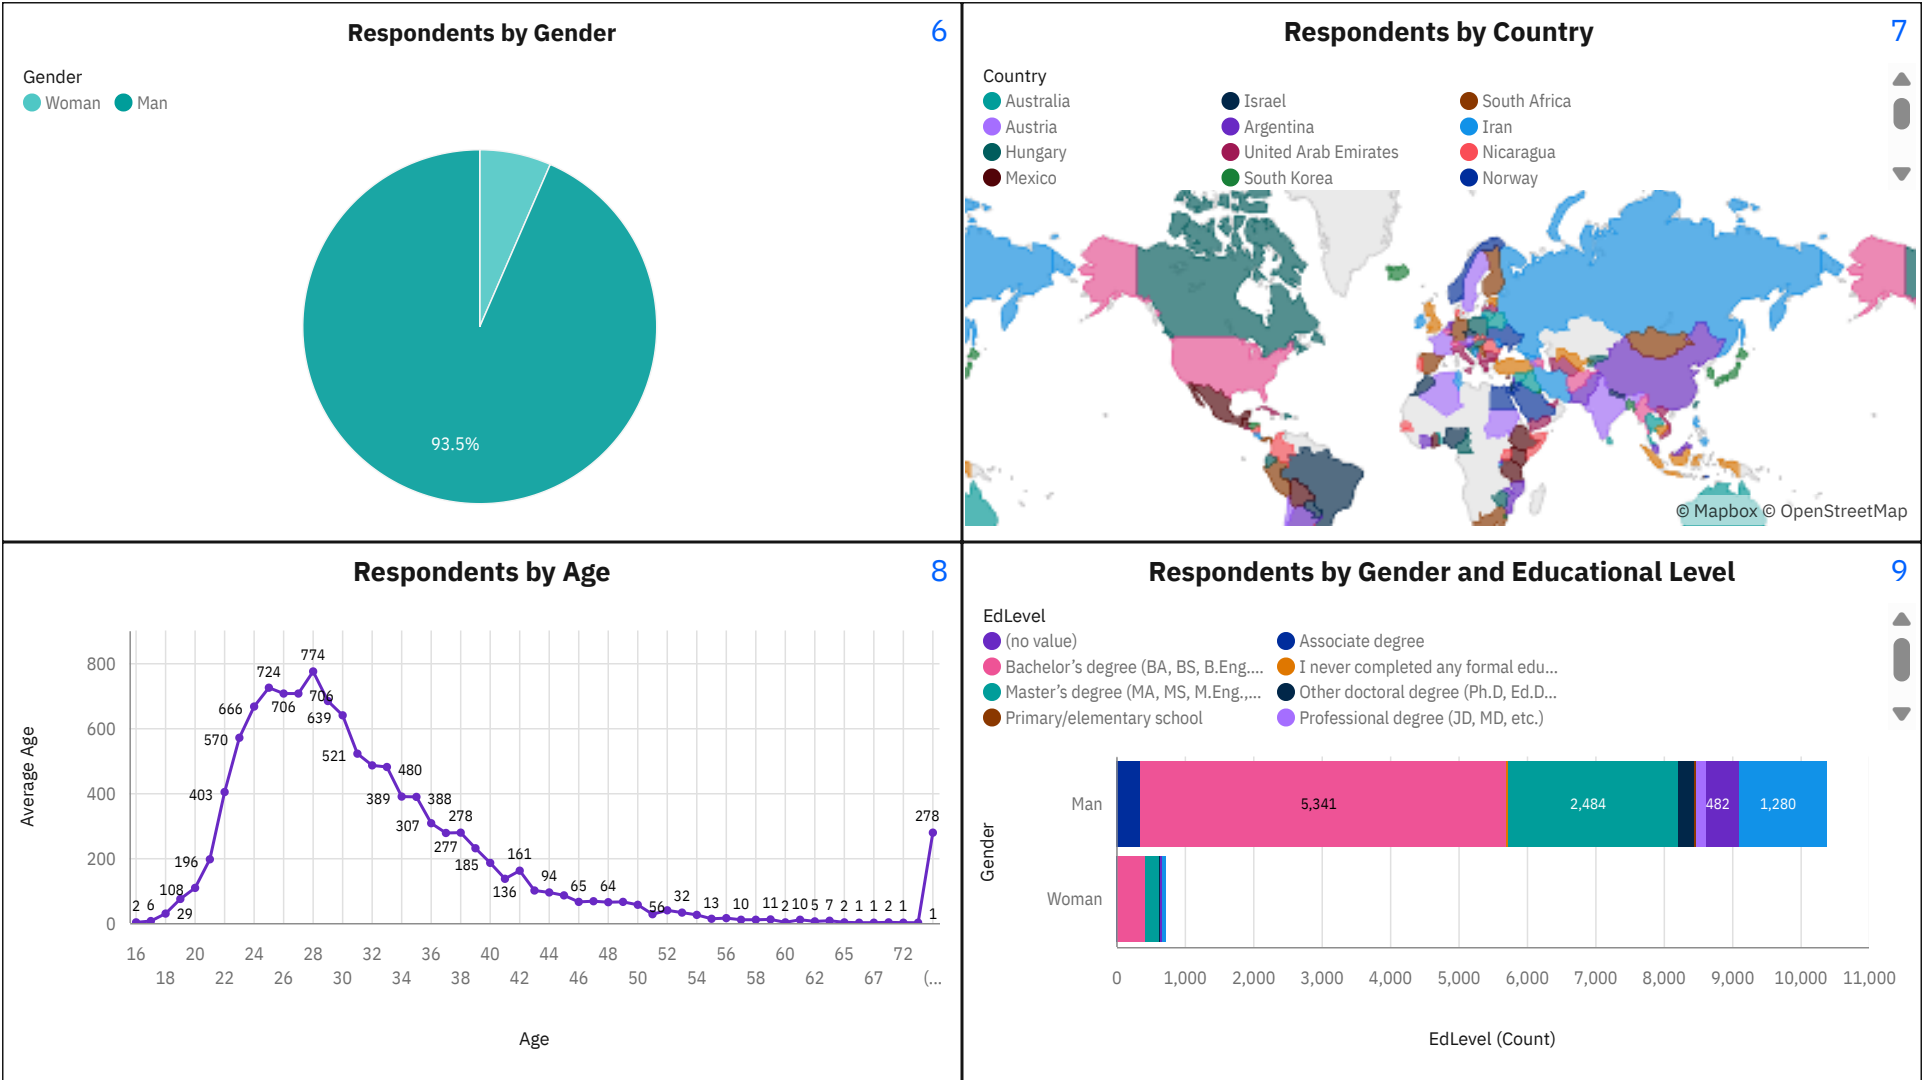 Respondents by Gender
6
Gender
Woman Man
93.5%
Respondents by Country
7
Country
Australia Israel South Africa
Austria Argentina Iran
Hungary United Arab Emirates Nicaragua
Mexico South Korea Norway
© Mapbox © OpenStreetMap
Respondents by Age
8
Average Age
800
600
400
200
0
2 6 29 108 196 403 570 666 724 706 774 706 639 521 480 389 388 307 277 278 185 136 161 94 65 64 56 32 13 10 11 2 10 5 7 2 1 1 2 1 1 278
16 20 24 28 32 36 40 44 48 52 56 60 65 72
18 22 26 30 34 38 42 46 50 54 58 62 67 (...
Age
Respondents by Gender and Educational Level
9
EdLevel
(no value) Associate degree
Bachelor’s degree (BA, BS, B.Eng.... I never completed any formal edu...
Master’s degree (MA, MS, M.Eng.,... Other doctoral degree (Ph.D, Ed.D...
Primary/elementary school Professional degree (JD, MD, etc.)
Gender
Man 5,341 2,484 482 1,280
Woman
0 1,000 2,000 3,000 4,000 5,000 6,000 7,000 8,000 9,000 10,000 11,000
EdLevel (Count)